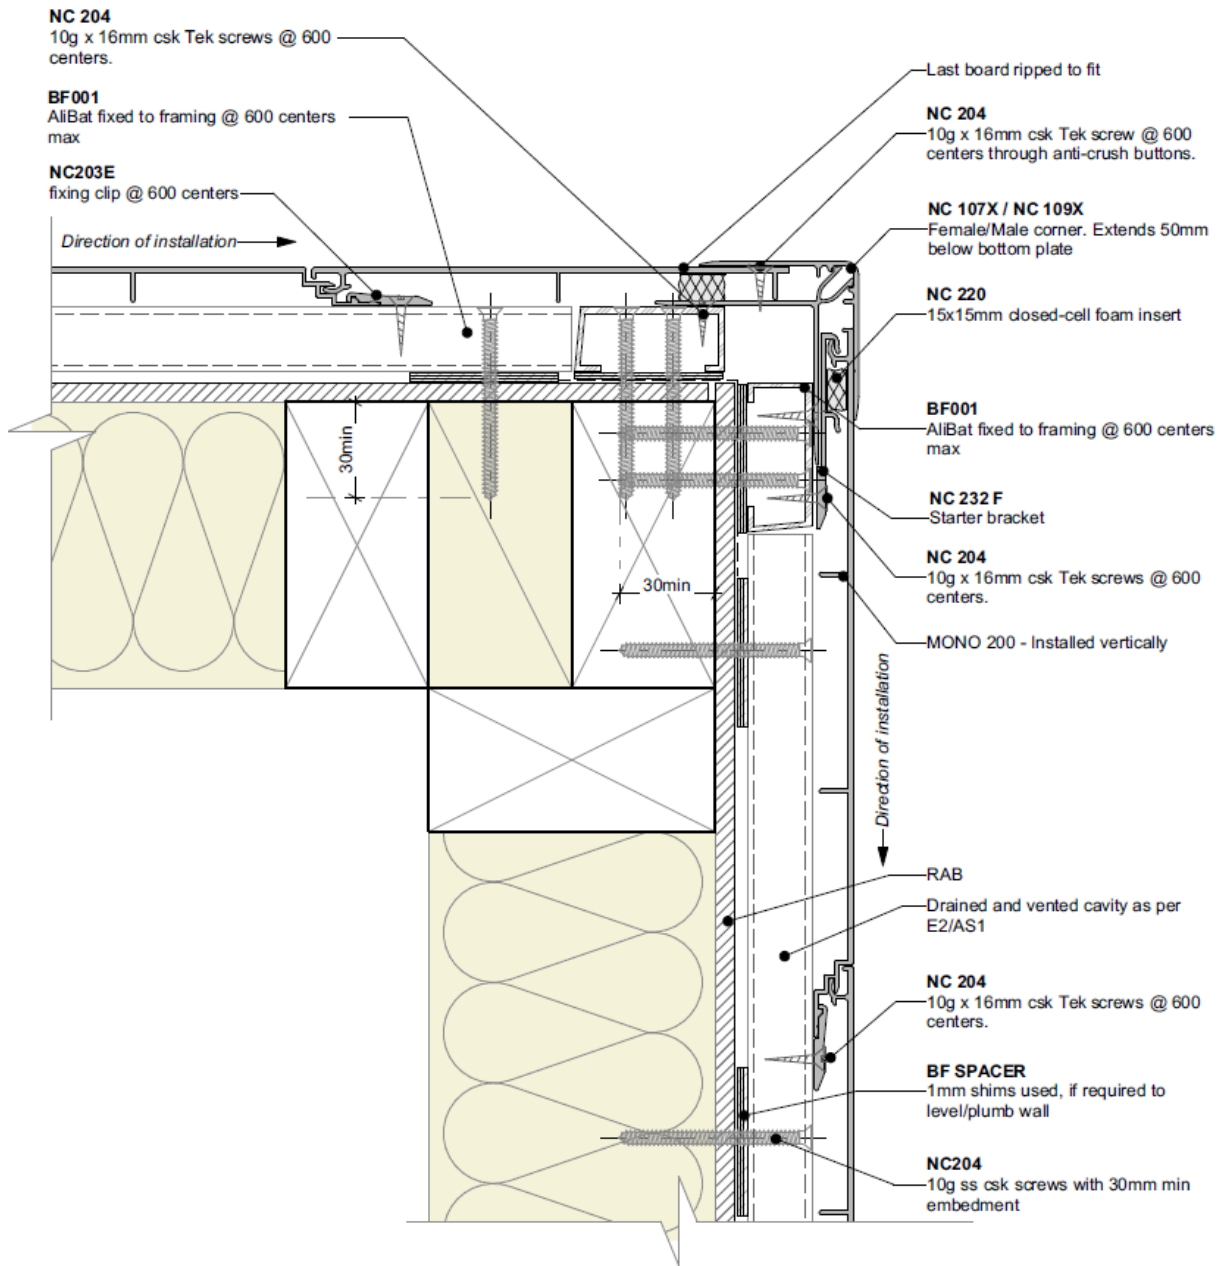 NC 204
10g x 16mm csk Tek screws @ 600
centers.
BF001
AliBat fixed to framing @ 600 centers
max
NC203E
fixing clip @ 600 centers
Direction of installation
Last board ripped to fit
NC 204
10g x 16mm csk Tek screw @ 600
centers through anti-crush buttons.
NC 107X / NC 109X
Female/Male corner. Extends 50mm
below bottom plate
NC 220
15x15mm closed-cell foam insert
BF001
AliBat fixed to framing @ 600 centers
max
NC 232 F
Starter bracket
NC 204
10g x 16mm csk Tek screws @ 600
centers.
MONO 200 - Installed vertically
30min
30min
Direction of installation
RAB
Drained and vented cavity as per
E2/AS1
NC 204
10g x 16mm csk Tek screws @ 600
centers.
BF SPACER
1mm shims used, if required to
level/plumb wall
NC204
10g ss csk screws with 30mm min
embedment